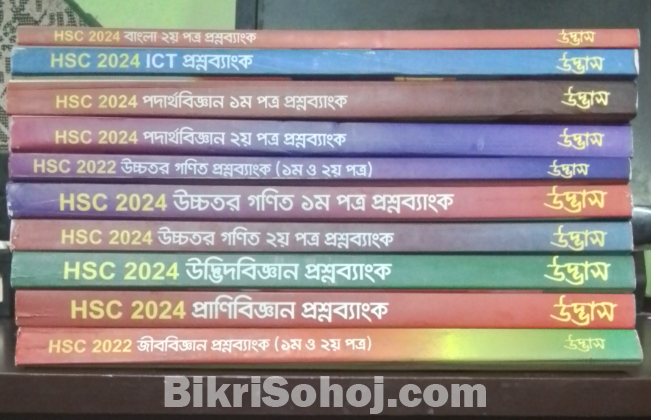 HSC 2024 বাংলা ২য় পত্র প্রশ্নব্যাংক উদ্ভাস
HSC 2024 ICT প্রশ্নব্যাংক উদ্ভাস
HSC 2024 পদার্থবিজ্ঞান ১ম পত্র প্রশ্নব্যাংক উদ্ভাস
HSC 2024 পদার্থবিজ্ঞান ২য় পত্র প্রশ্নব্যাংক উদ্ভাস
HSC 2022 উচ্চতর গণিত প্রশ্নব্যাংক (১ম ও ২য় পত্র) উদ্ভাস
HSC 2024 উচ্চতর গণিত ১ম পত্র প্রশ্নব্যাংক উদ্ভাস
HSC 2024 উচ্চতর গণিত ২য় পত্র প্রশ্নব্যাংক উদ্ভাস
HSC 2024 উদ্ভিদবিজ্ঞান প্রশ্নব্যাংক উদ্ভাস
HSC 2024 প্রাণিবিজ্ঞান প্রশ্নব্যাংক উদ্ভাস
HSC 2022 জীববিজ্ঞান প্রশ্নব্যাংক (১ম ও ২য় পত্র) উদ্ভাস
BikriSohoj.com